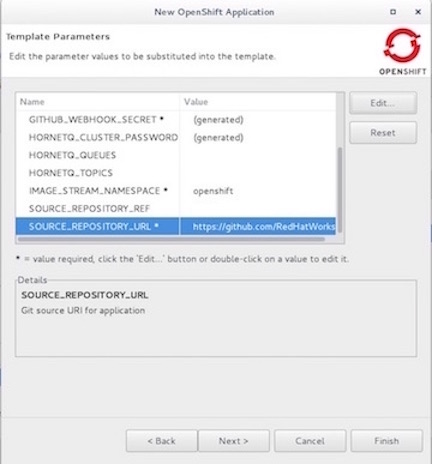 New OpenShift Application
Template Parameters
Edit the parameter values to be substituted into the template.
OPENSHIFT
Name Value
GITHUB_WEBHOOK_SECRET * (generated)
HORNETQ_CLUSTER_PASSWORD (generated)
HORNETQ_QUEUES
HORNETQ_TOPICS
IMAGE_STREAM_NAMESPACE * openshift
SOURCE_REPOSITORY_REF
SOURCE_REPOSITORY_URL * https://github.com/RedHatWorks
Edit...
Reset
* = value required, click the 'Edit...' button or double-click on a value to edit it.
Details
SOURCE_REPOSITORY_URL
Git source URI for application
< Back
Next >
Cancel
Finish